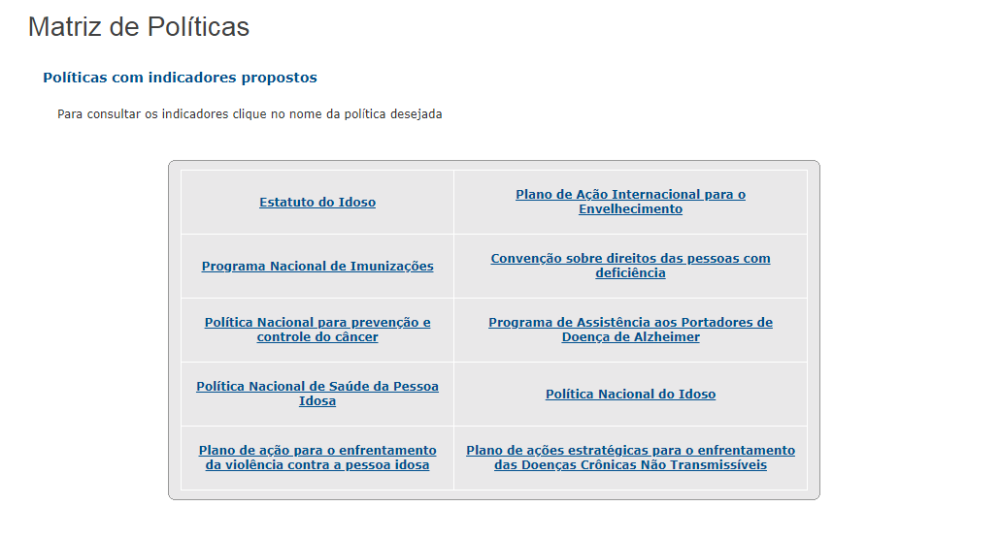 Matriz de Políticas
Políticas com indicadores propostos
Para consultar os indicadores clique no nome da política desejada
Estatuto do Idoso
Plano de Ação Internacional para o
Envelhecimento
Programa Nacional de Imunizações
Convenção sobre direitos das pessoas com
deficiência
Política Nacional para prevenção e
controle do câncer
Programa de Assistência aos Portadores de
Doença de Alzheimer
Política Nacional de Saúde da Pessoa
Idosa
Política Nacional do Idoso
Plano de ação para o enfrentamento
da violência contra a pessoa idosa
Plano de ações estratégicas para o enfrentamento
das Doenças Crônicas Não Transmissíveis